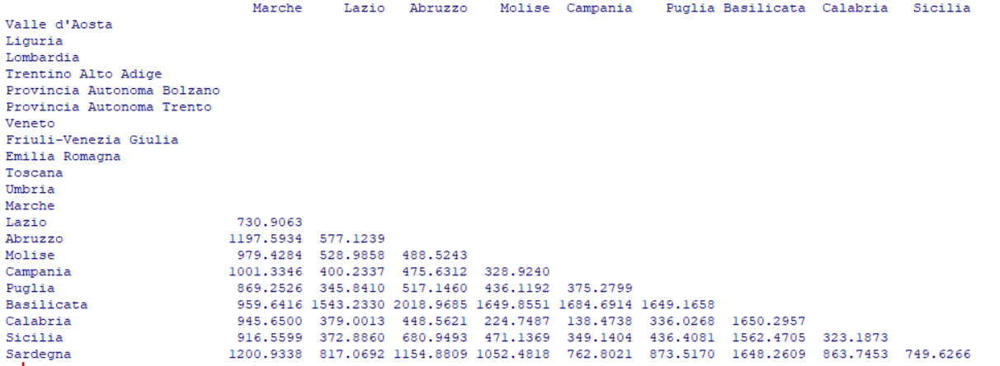 Marche Lazio Abruzzo Molise Campania Puglia Basilicata Calabria Sicilia
Valle d'Aosta
Liguria
Lombardia
Trentino Alto Adige
Provincia Autonoma Bolzano
Provincia Autonoma Trento
Veneto
Friuli-Venezia Giulia
Emilia Romagna
Toscana
Umbria
Marche
Lazio 730.9063
Abruzzo 1197.5934 577.1239
Molise 979.4284 528.9858 488.5243
Campania 1001.3346 400.2337 475.6312 328.9240
Puglia 869.2526 345.8410 517.1460 436.1192 375.2799
Basilicata 959.6416 1543.2330 2018.9685 1649.8551 1684.6914 1649.1658
Calabria 945.6500 379.0013 448.5621 224.7487 138.4738 336.0268 1650.2957
Sicilia 916.5599 372.8860 680.9493 471.1369 349.1404 436.4081 1562.4705 323.1873
Sardegna 1200.9338 817.0692 1154.8809 1052.4818 762.8021 873.5170 1648.2609 863.7453 749.6266